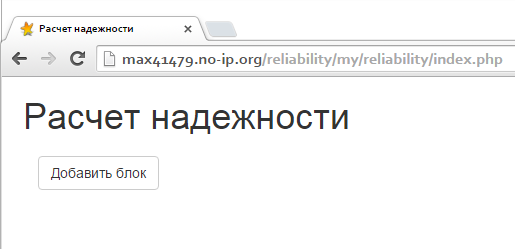 Расчет надежности
max41479.no-ip.org/reliability/my/reliability/index.php
Расчет надежности
Добавить блок